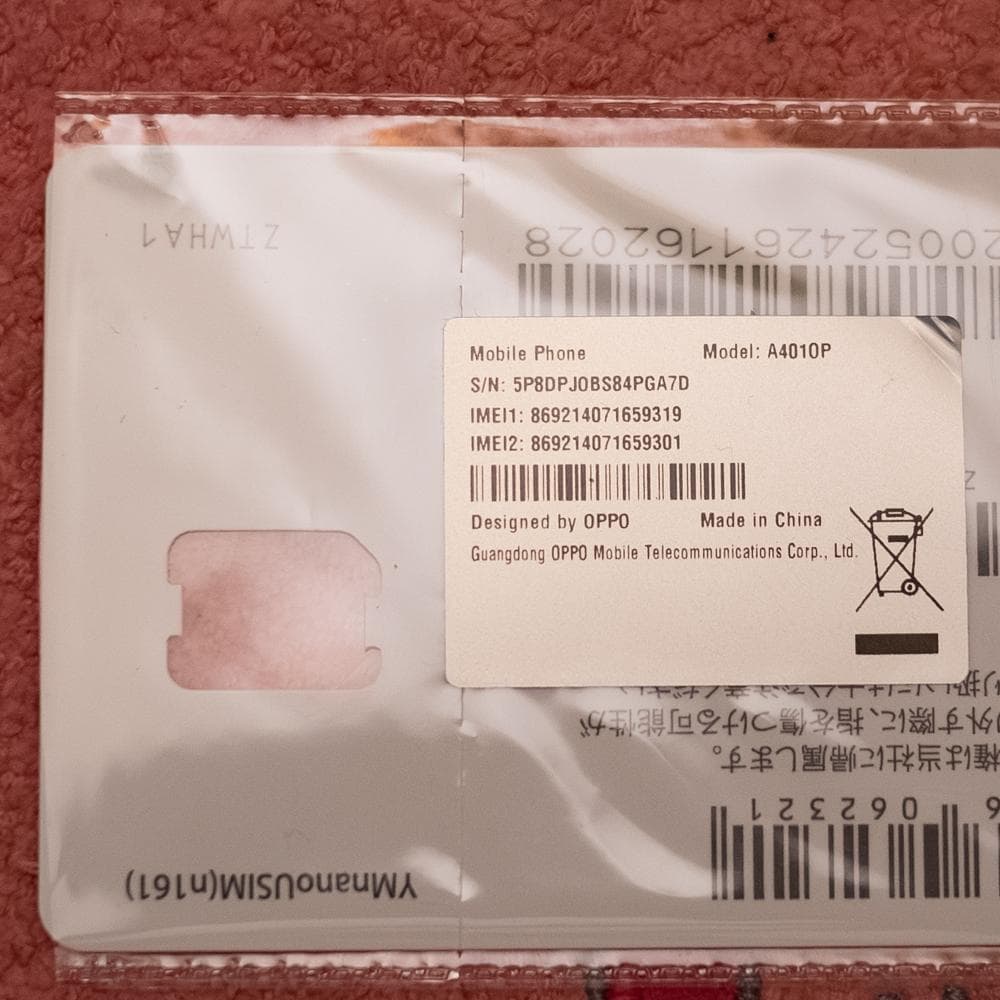 ZTWHA1
2005242611162028
Mobile Phone Model: A401OP
S/N: 5P8DPJOBS84PGA7D
IMEI1: 869214071659319
IMEI2: 869214071659301
Designed by OPPO Made in China
Guangdong OPPO Mobile Telecommunications Corp., Ltd.
外す際に、指を傷つける可能性が
権は当社に帰属します。
062321
YMnanoUSIM(n161)